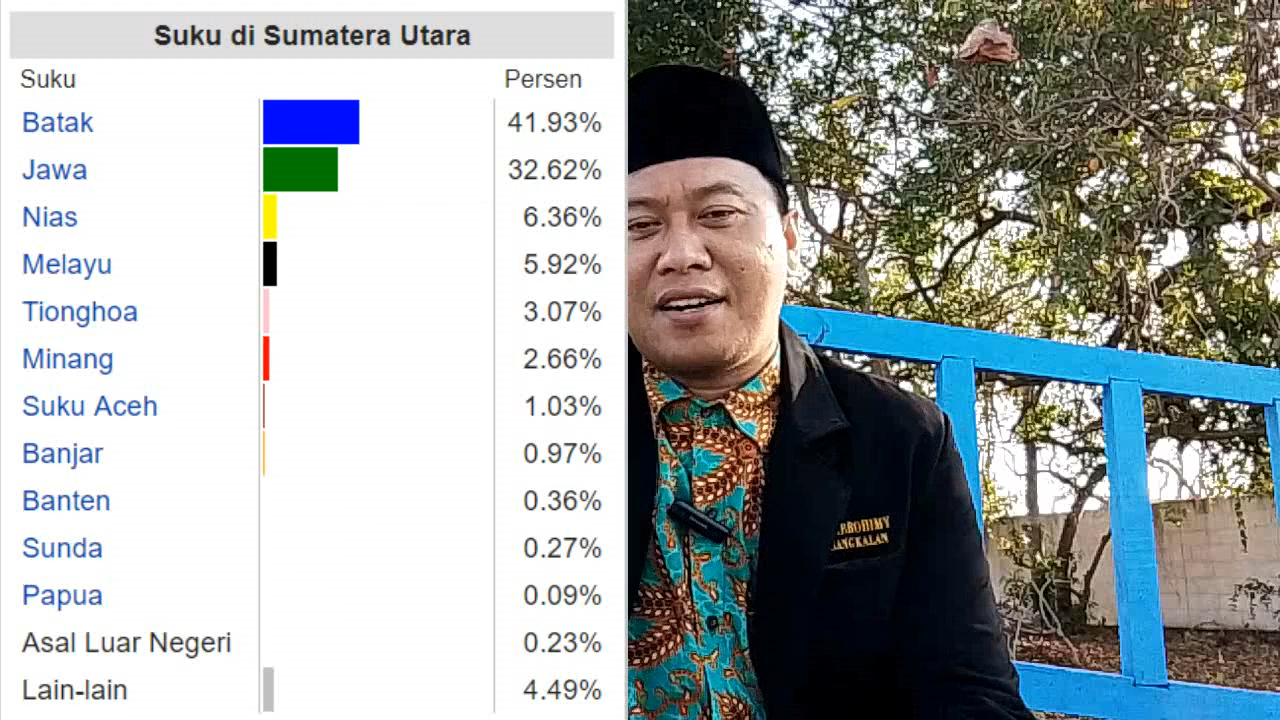 Suku di Sumatera Utara
Suku Persen
Batak 41.93%
Jawa 32.62%
Nias 6.36%
Melayu 5.92%
Tionghoa 3.07%
Minang 2.66%
Suku Aceh 1.03%
Banjar 0.97%
Banten 0.36%
Sunda 0.27%
Papua 0.09%
Asal Luar Negeri 0.23%
Lain-lain 4.49%